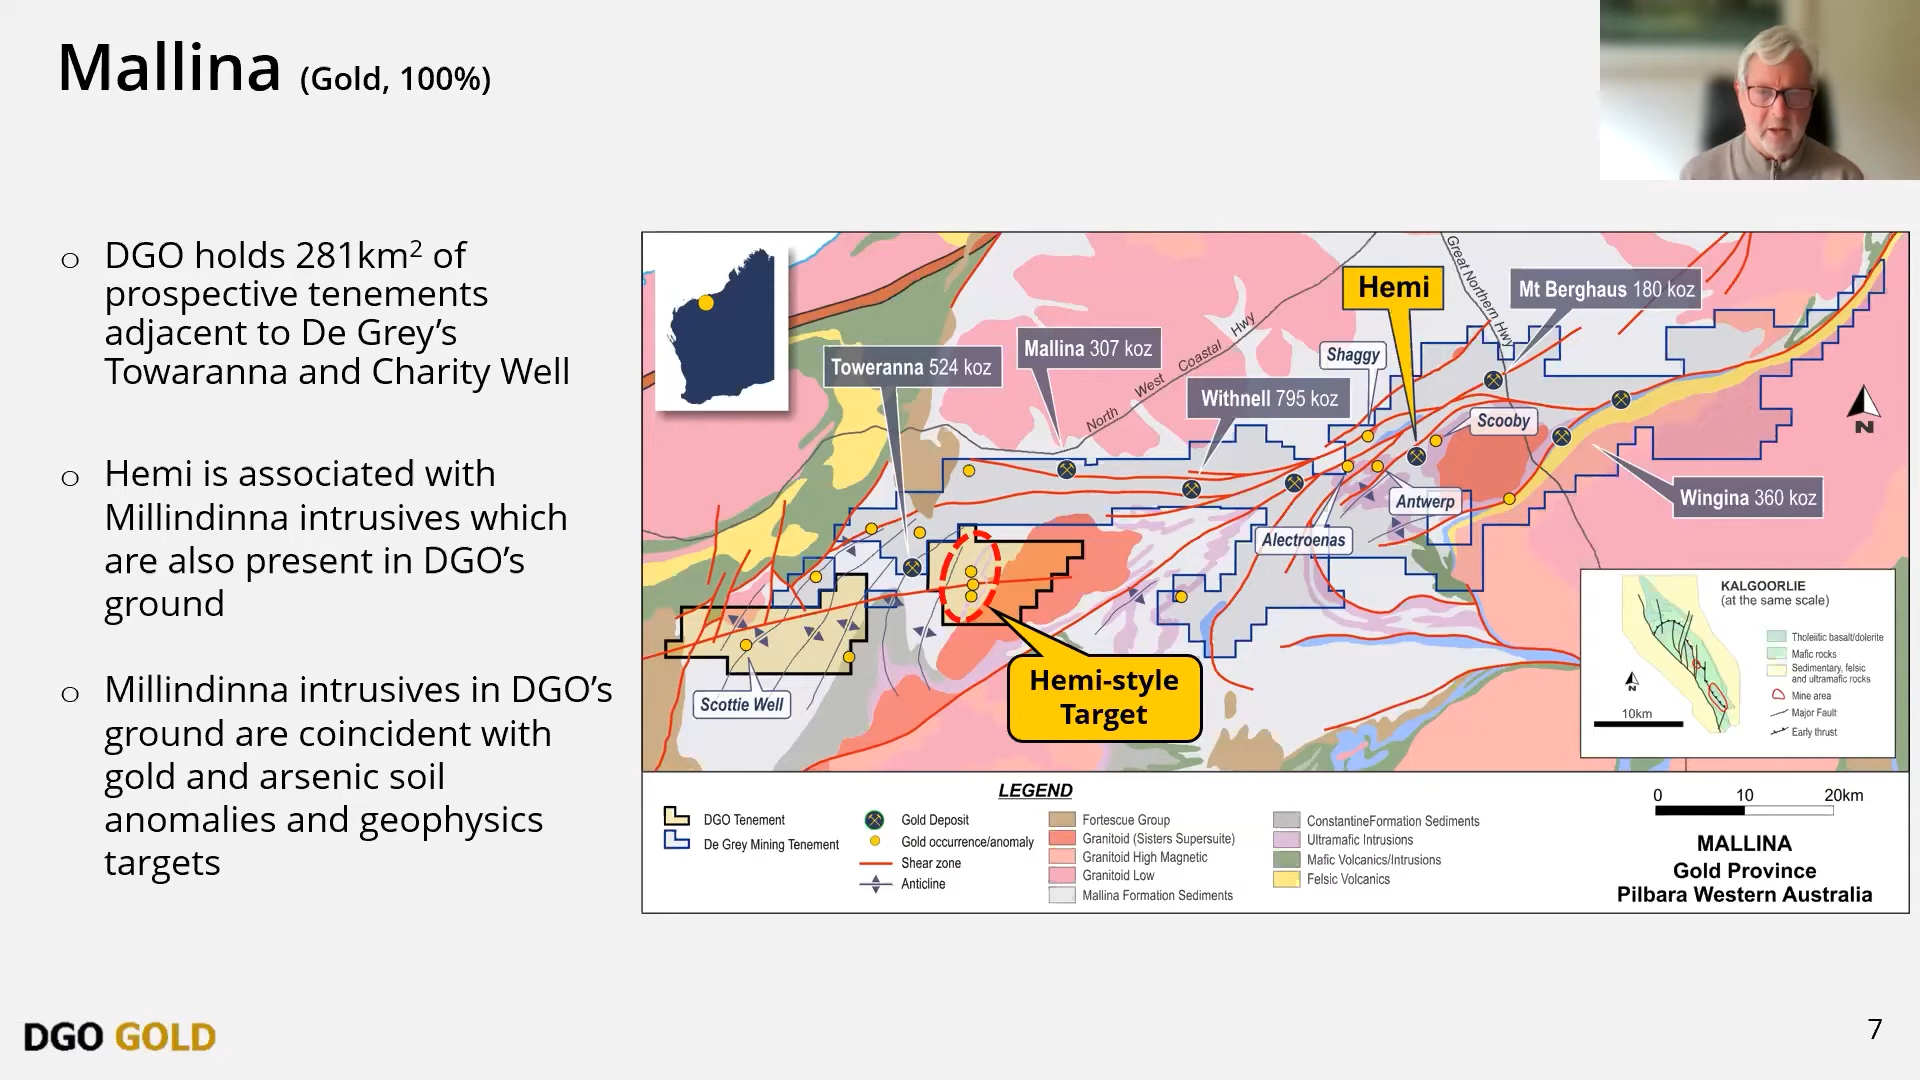 Mallina (Gold, 100%)
○ DGO holds 281km² of
prospective tenements
adjacent to De Grey’s
Towaranna and Charity Well
○ Hemi is associated with
Millindinna intrusives which
are also present in DGO’s
ground
○ Millindinna intrusives in DGO’s
ground are coincident with
gold and arsenic soil
anomalies and geophysics
targets
Great Northern Hwy
Hemi
Mt Berghaus 180 koz
North West Coastal Hwy
Mallina 307 koz
Shaggy
Toweranna 524 koz
Withnell 795 koz
Scooby
N
Antwerp
Wingina 360 koz
Alectroenas
Hemi-style
Target
Scottie Well
KALGOORLIE
(at the same scale)
Tholeiitic basalt/dolerite
Mafic rocks
Sedimentary, felsic
and ultramafic rocks
Mine area
Major Fault
Early thrust
N
10km
LEGEND
DGO Tenement
De Grey Mining Tenement
Gold Deposit
Gold occurrence/anomaly
Shear zone
Anticline
Fortescue Group
Granitoid (Sisters Supersuite)
Granitoid High Magnetic
Granitoid Low
Mallina Formation Sediments
ConstantineFormation Sediments
Ultramafic Intrusions
Mafic Volcanics/Intrusions
Felsic Volcanics
0 10 20km
MALLINA
Gold Province
Pilbara Western Australia
DGO GOLD
7